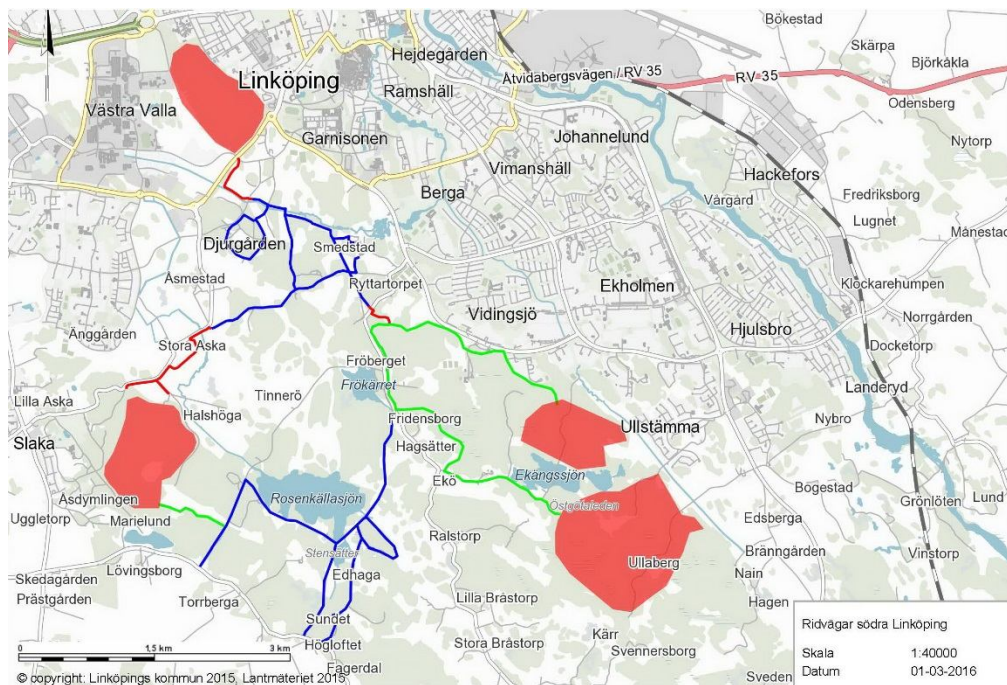 Bökestad
Hejdegården
Skärpa
Björkåkla
Linköping
Åtvidabergsvägen / RV 35
RV 35
Ramshäll
Odensberg
Västra Valla
Garnisonen
Johannelund
Nytorp
Vimanshäll
Hackefors
Berga
Fredriksborg
Vårgård
Lugnet
Djurgården
Smedstad
Månestad
Åsmestad
Ryttartorpet
Ekholmen
Klockarehumpen
Vidingsjö
Norrgården
Änggården
Hjulsbro
Stora Aska
Docketorp
Fröberget
Frökärret
Tinnerö
Landeryd
Lilla Aska
Halshöga
Fridensborg
Ullstämma
Nybro
Slaka
Hagsätter
Ekängssjön
Ekö
Åsdymlingen
Rosenkällasjön
Bogestad
Grönlöten
Lund
Uggletorp
Marielund
Östgötaleden
Edsberga
Ralstorp
Stensätter
Vinstorp
Lövingsborg
Edhaga
Ullaberg
Bränngården
Skedagården
Nain
Prästgården
Torrberga
Lilla Bråstorp
Hagen
Sundet
Högloftet
Stora Bråstorp
Kärr
Svennersborg
Fågerdal
Sveden
Ridvägar södra Linköping
Skala 1:40000
Datum 01-03-2016
0 1,5 km 3 km
© copyright: Linköpings kommun 2015, Lantmäteriet 2015